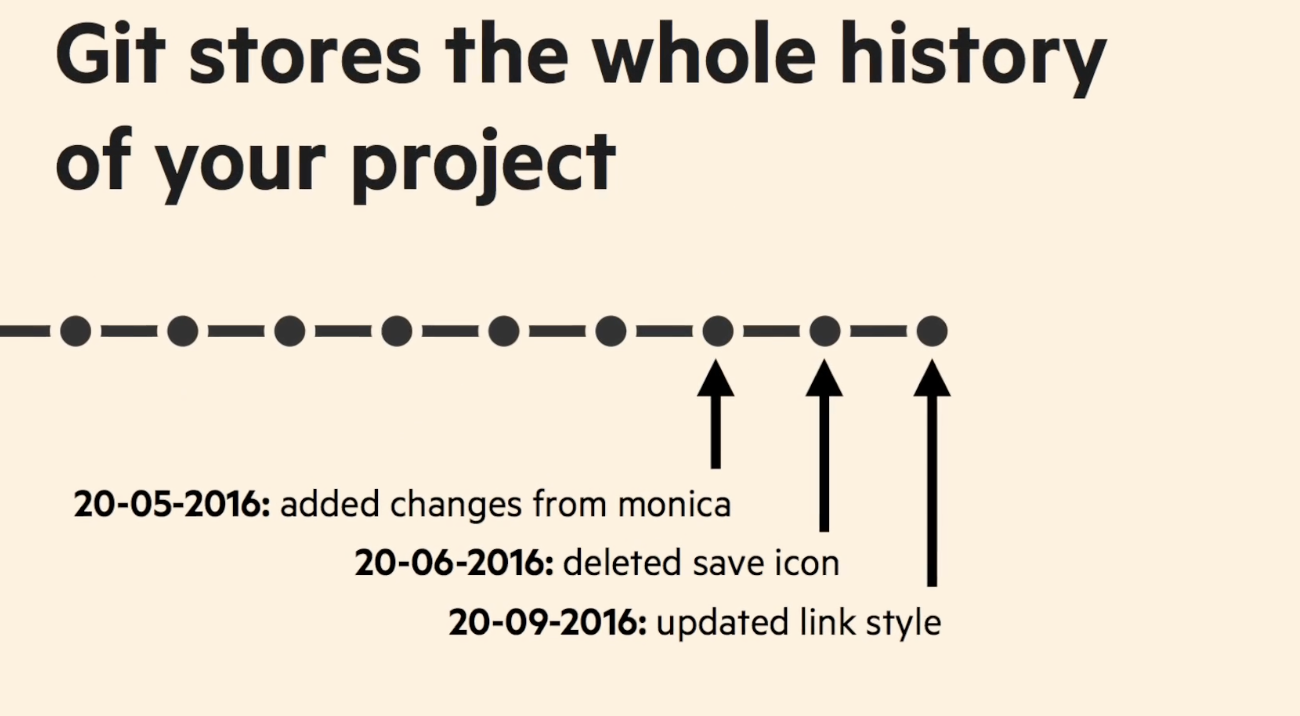 Git stores the whole history
of your project
20-05-2016: added changes from monica
20-06-2016: deleted save icon
20-09-2016: updated link style